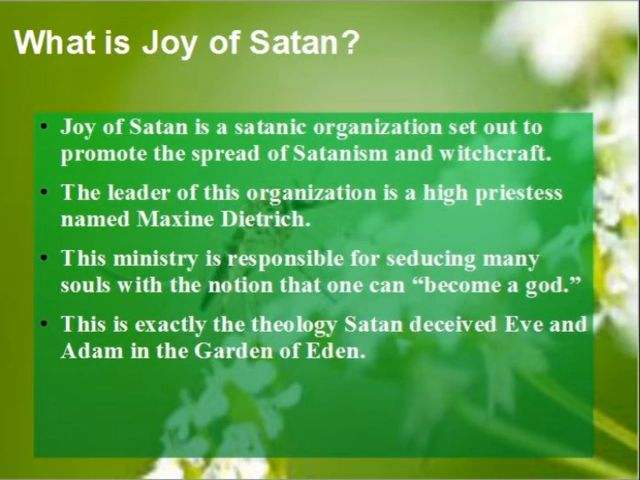 What is Joy of Satan?
• Joy of Satan is a satanic organization set out to
promote the spread of Satanism and witchcraft.
• The leader of this organization is a high priestess
named Maxine Dietrich.
• This ministry is responsible for seducing many
souls with the notion that one can “become a god.”
• This is exactly the theology Satan deceived Eve and
Adam in the Garden of Eden.